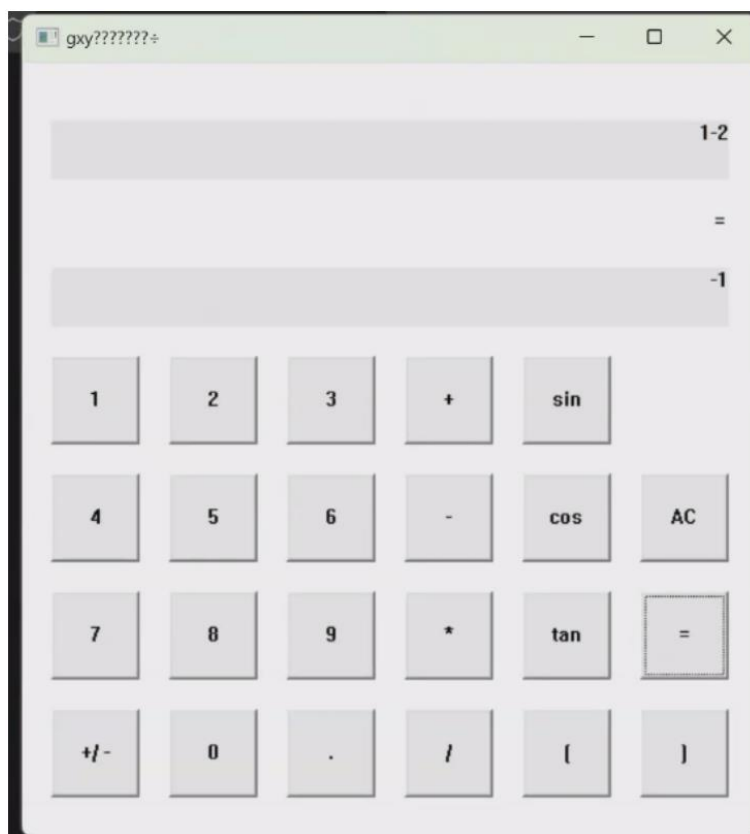 gxy???????÷
1-2
=
-1
1 2 3 + sin
4 5 6 - cos AC
7 8 9 * tan =
+/- 0 . / ( )